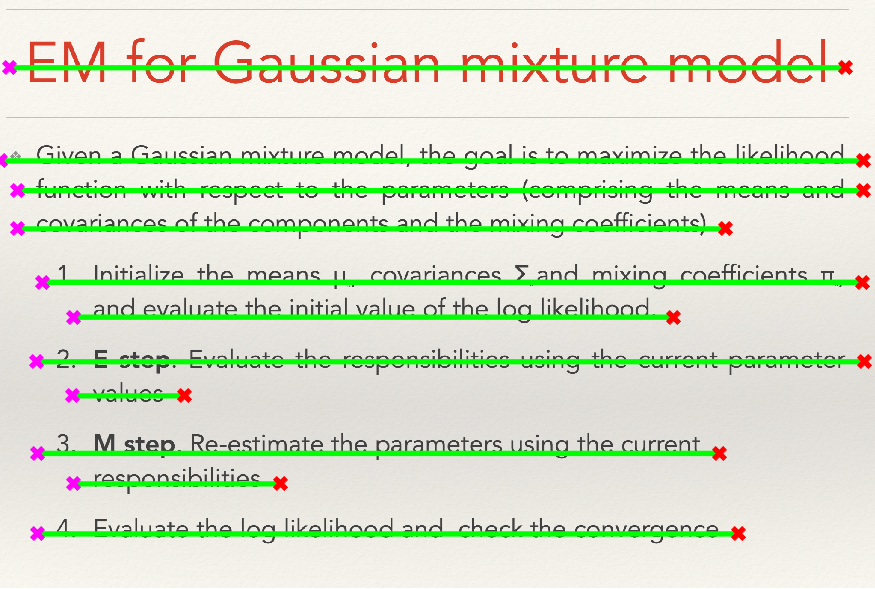 EM for Gaussian mixture model
Given a Gaussian mixture model, the goal is to maximize the likelihood
function with respect to the parameters (comprising the means and
covariances of the components and the mixing coefficients)
1. Initialize the means μ, covariances Σ and mixing coefficients π,
and evaluate the initial value of the log likelihood.
2. E step. Evaluate the responsibilities using the current parameter
values
3. M step. Re-estimate the parameters using the current
responsibilities
4. Evaluate the log likelihood and check the convergence